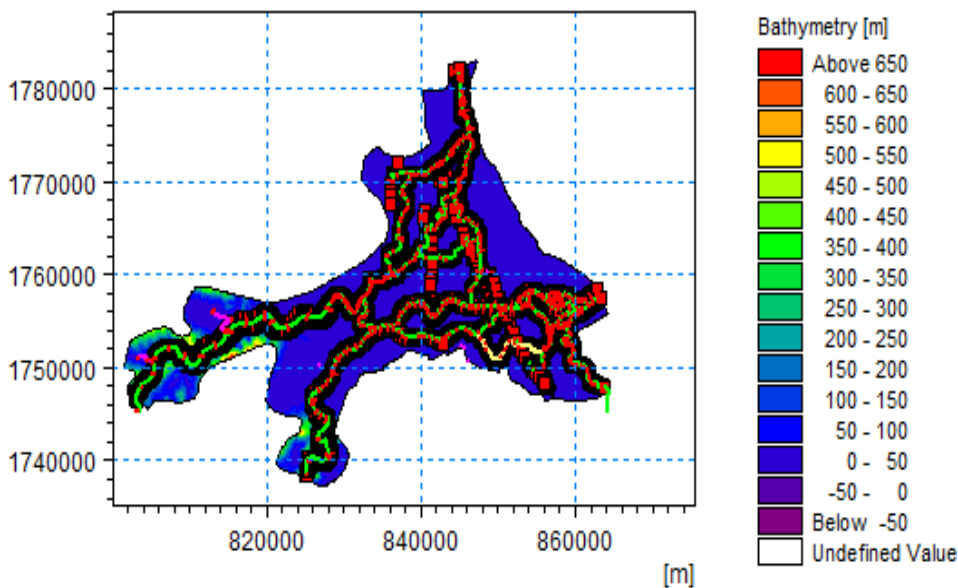 Bathymetry [m]
Above 650
600 - 650
550 - 600
500 - 550
450 - 500
400 - 450
350 - 400
300 - 350
250 - 300
200 - 250
150 - 200
100 - 150
50 - 100
0 - 50
-50 - 0
Below -50
Undefined Value
1780000
1770000
1760000
1750000
1740000
820000 840000 860000
[m]